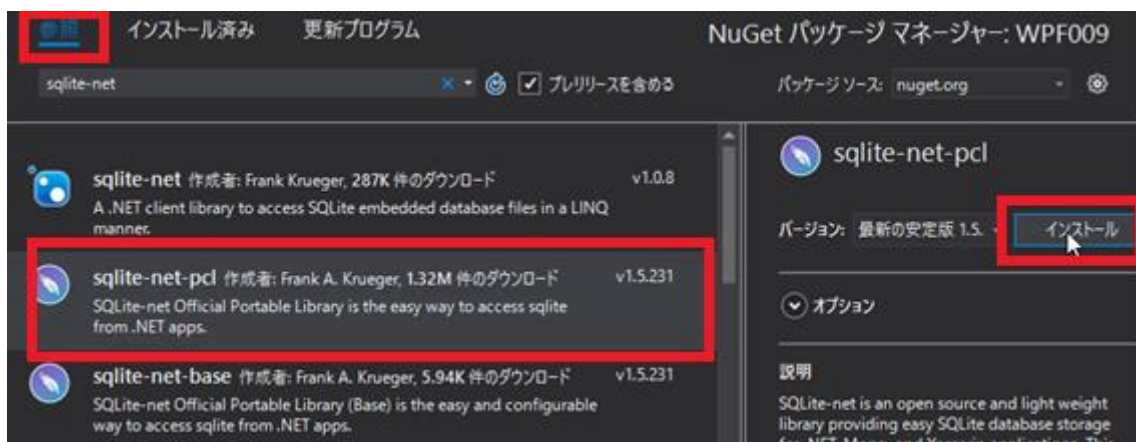 参照 インストール済み 更新プログラム
NuGet パッケージ マネージャー: WPF009
sqlite-net
プレリリースを含める
パッケージ ソース: nuget.org
sqlite-net 作成者: Frank Krueger, 287K 件のダウンロード v1.0.8
A .NET client library to access SQLite embedded database files in a LINQ
manner.
sqlite-net-pcl 作成者: Frank A. Krueger, 1.32M 件のダウンロード v1.5.231
SQLite-net Official Portable Library is the easy way to access sqlite
from .NET apps.
sqlite-net-base 作成者: Frank A. Krueger, 5.94K 件のダウンロード v1.5.231
SQLite-net Official Portable Library (Base) is the easy and configurable
way to access sqlite from .NET apps.
sqlite-net-pcl
バージョン: 最新の安定版 1.5. インストール
オプション
説明
SQLite-net is an open source and light weight
library providing easy SQLite database storage